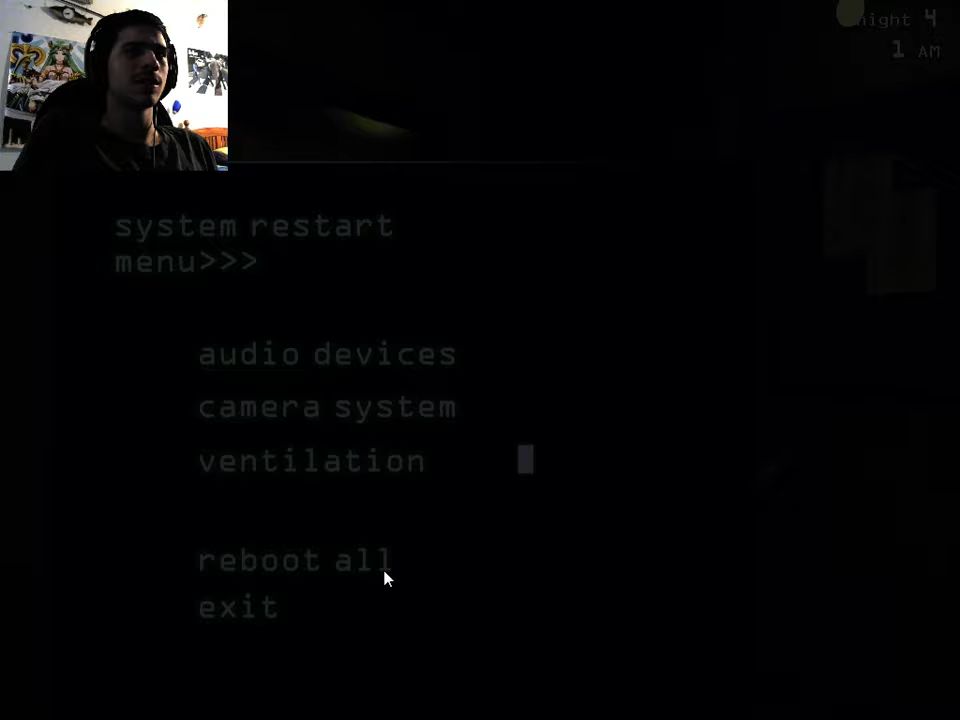 night 4
1 AM
system restart
menu>>>
audio devices
camera system
ventilation
reboot all
exit